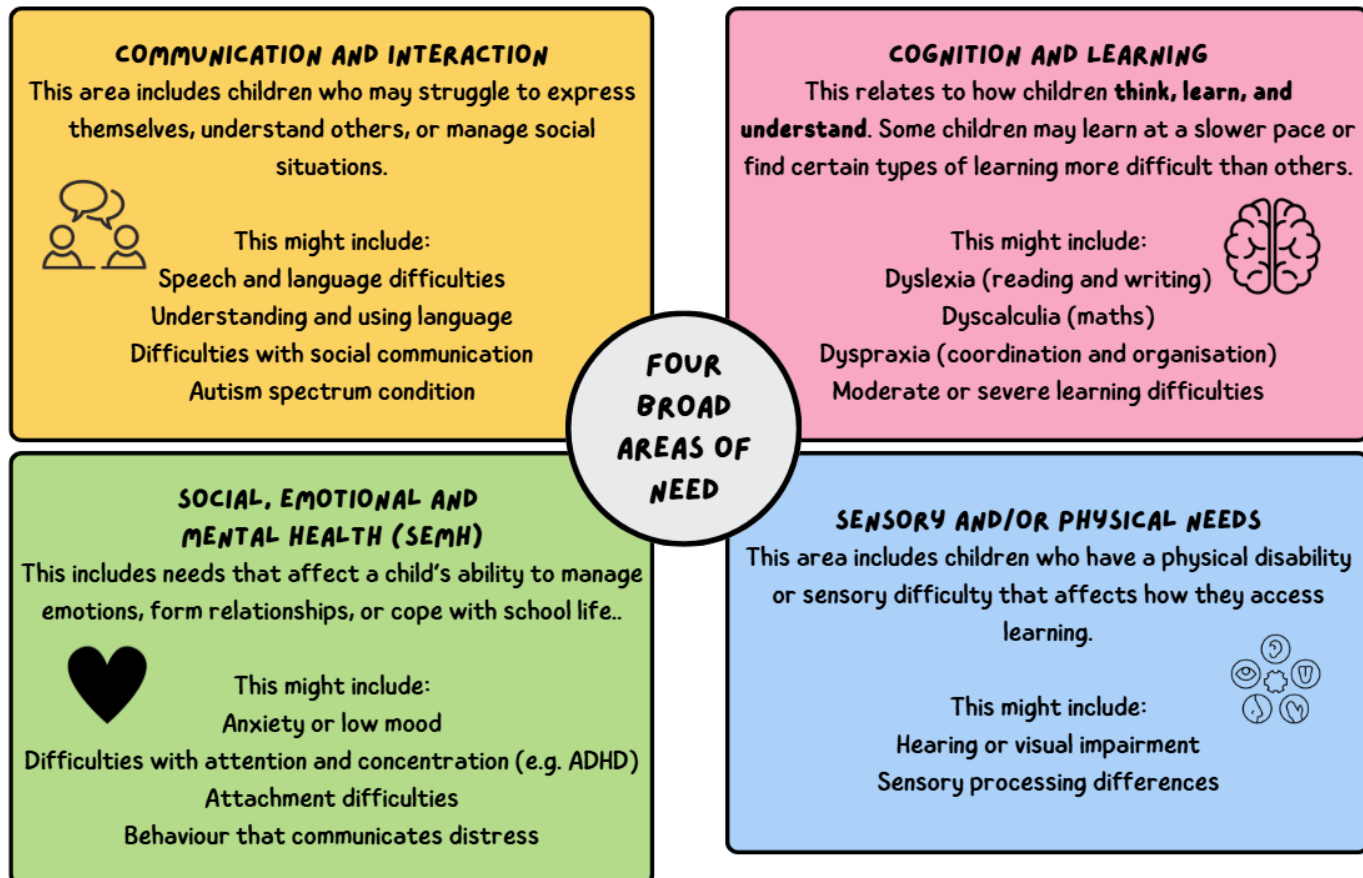 COMMUNICATION AND INTERACTION
This area includes children who may struggle to express
themselves, understand others, or manage social
situations.
This might include:
Speech and language difficulties
Understanding and using language
Difficulties with social communication
Autism spectrum condition
COGNITION AND LEARNING
This relates to how children think, learn, and
understand. Some children may learn at a slower pace or
find certain types of learning more difficult than others.
This might include:
Dyslexia (reading and writing)
Dyscalculia (maths)
Dyspraxia (coordination and organisation)
Moderate or severe learning difficulties
FOUR
BROAD
AREAS OF
NEED
SOCIAL, EMOTIONAL AND
MENTAL HEALTH (SEMH)
This includes needs that affect a child's ability to manage
emotions, form relationships, or cope with school life..
This might include:
Anxiety or low mood
Difficulties with attention and concentration (e.g. ADHD)
Attachment difficulties
Behaviour that communicates distress
SENSORY AND/OR PHYSICAL NEEDS
This area includes children who have a physical disability
or sensory difficulty that affects how they access
learning.
This might include:
Hearing or visual impairment
Sensory processing differences